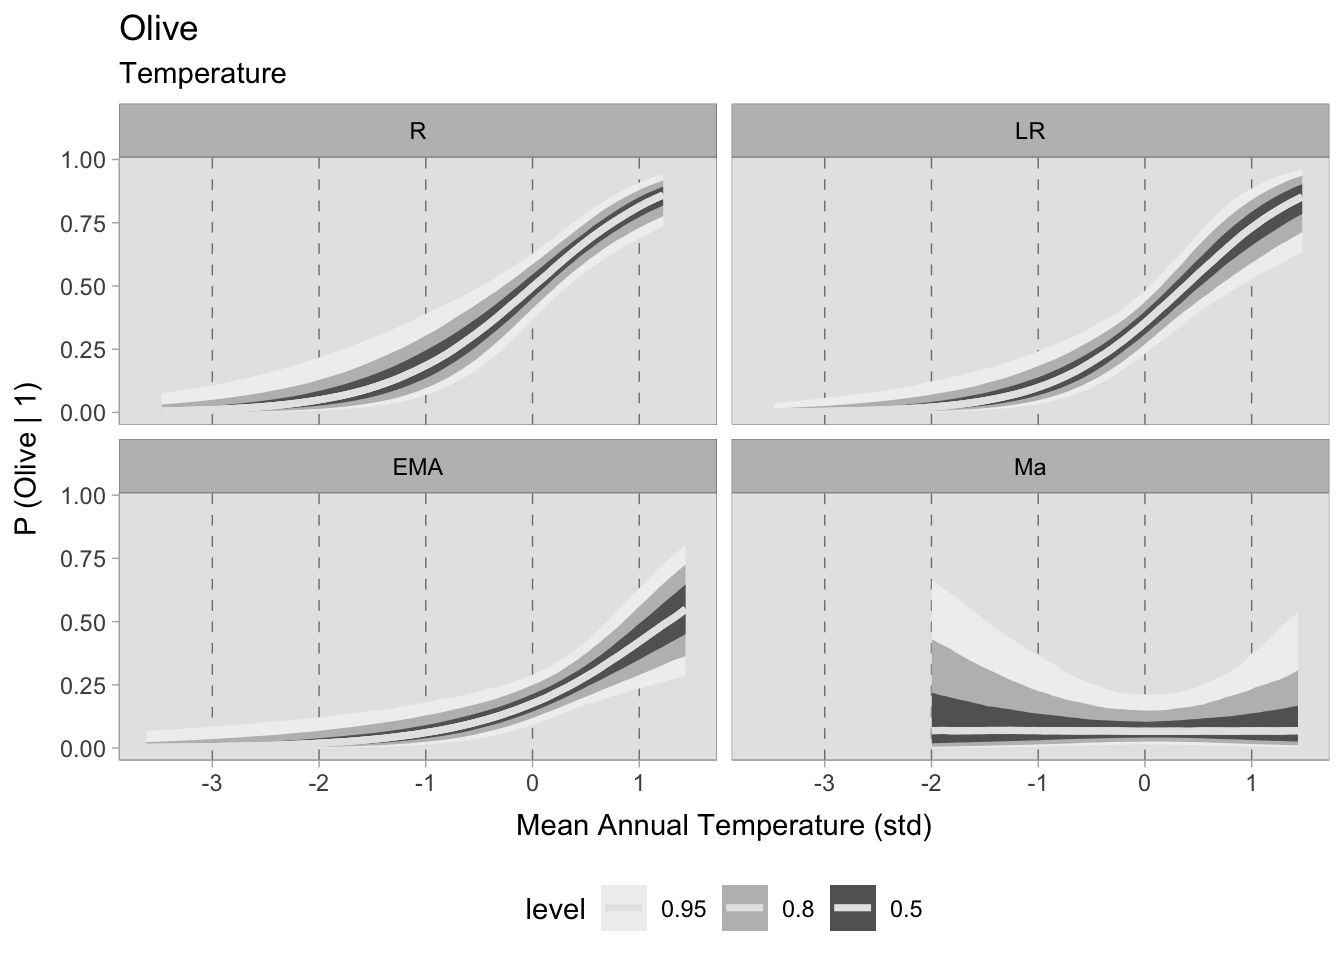 Olive
Temperature
R
LR
1.00
0.75
0.50
0.25
0.00
EMA
Ma
1.00
0.75
0.50
0.25
0.00
P (Olive | 1)
-3 -2 -1 0 1
-3 -2 -1 0 1
Mean Annual Temperature (std)
level 0.95 0.8 0.5